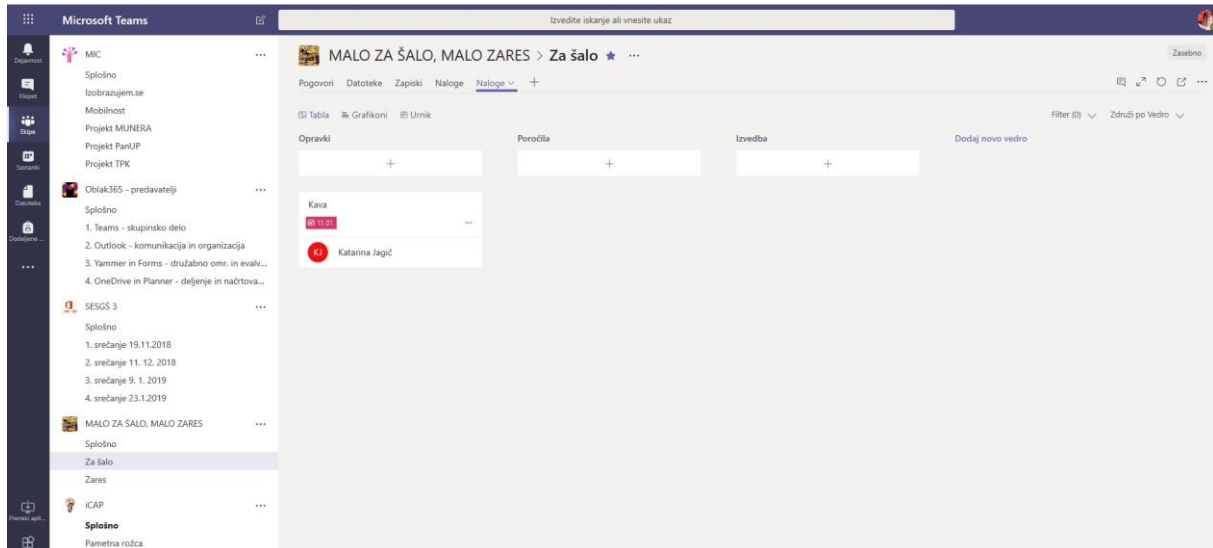 Microsoft Teams
Izvedite iskanje ali vnesite ukaz
Dejavnost
Klepet
Ekipe
Sestanki
Datoteke
Dodeljene ...
Prenesi apli...
MIC
Splošno
Izobrazujem.se
Mobilnost
Projekt MUNERA
Projekt PanUP
Projekt TPK
Oblak365 - predavatelji
Splošno
1. Teams - skupinsko delo
2. Outlook - komunikacija in organizacija
3. Yammer in Forms - družabno omr. in evalv...
4. OneDrive in Planner - deljenje in načrtova...
SESGŠ 3
Splošno
1. srečanje 19.11.2018
2. srečanje 11. 12. 2018
3. srečanje 9. 1. 2019
4. srečanje 23.1.2019
MALO ZA ŠALO, MALO ZARES
Splošno
Za šalo
Zares
iCAP
Splošno
Pametna rožca
MALO ZA ŠALO, MALO ZARES > Za šalo
Zasebno
Pogovori Datoteke Zapiski Naloge Naloge
Tabla Grafikoni Urnik
Filter (0) Združi po Vedro
Opravki Poročila Izvedba Dodaj novo vedro
Kava
11.01.
KJ Katarina Jagič